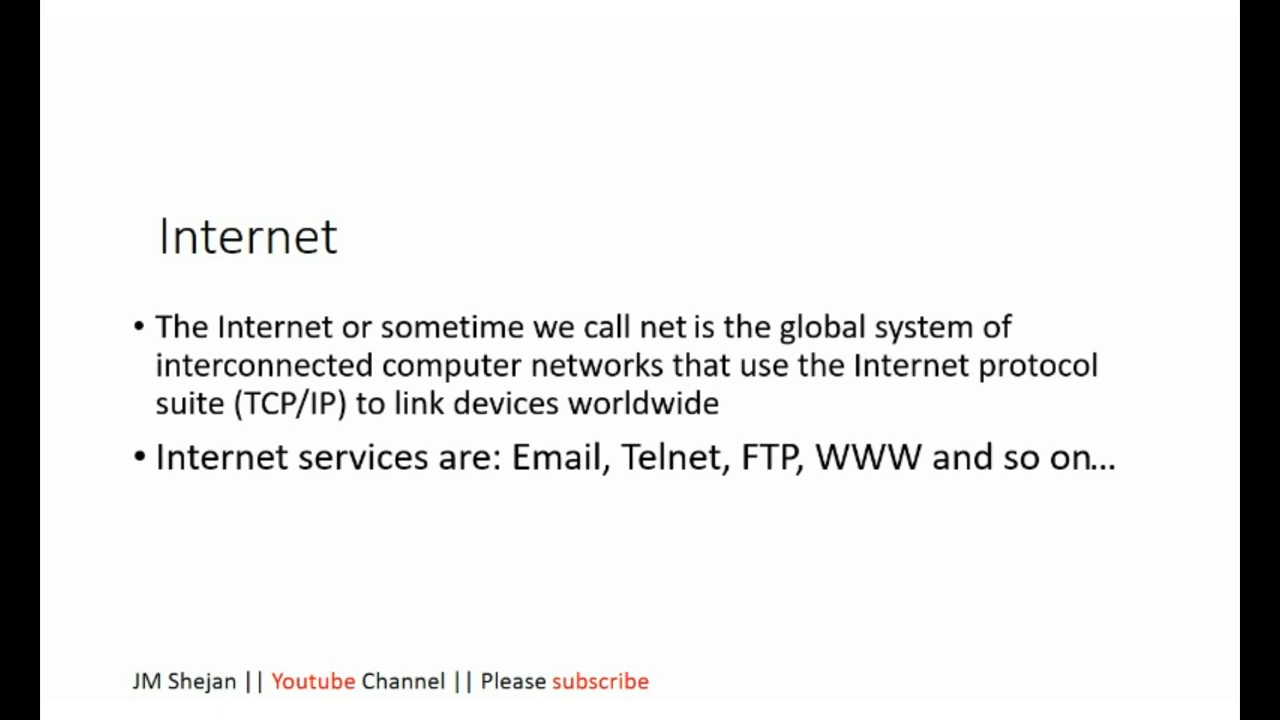 Internet
• The Internet or sometime we call net is the global system of
interconnected computer networks that use the Internet protocol
suite (TCP/IP) to link devices worldwide
• Internet services are: Email, Telnet, FTP, WWW and so on...
JM Shejan || Youtube Channel || Please subscribe